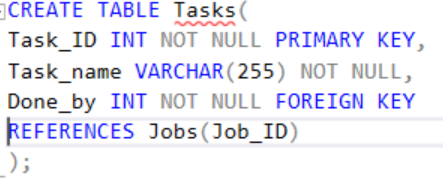 CREATE TABLE Tasks(
Task_ID INT NOT NULL PRIMARY KEY,
Task_name VARCHAR(255) NOT NULL,
Done_by INT NOT NULL FOREIGN KEY
REFERENCES Jobs(Job_ID)
);